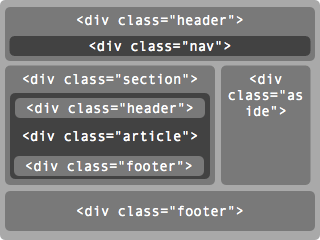 <div class="header">
<div class="nav">
<div class="section">
<div class="header">
<div class="article">
<div class="footer">
<div
class="as
ide">
<div class="footer">